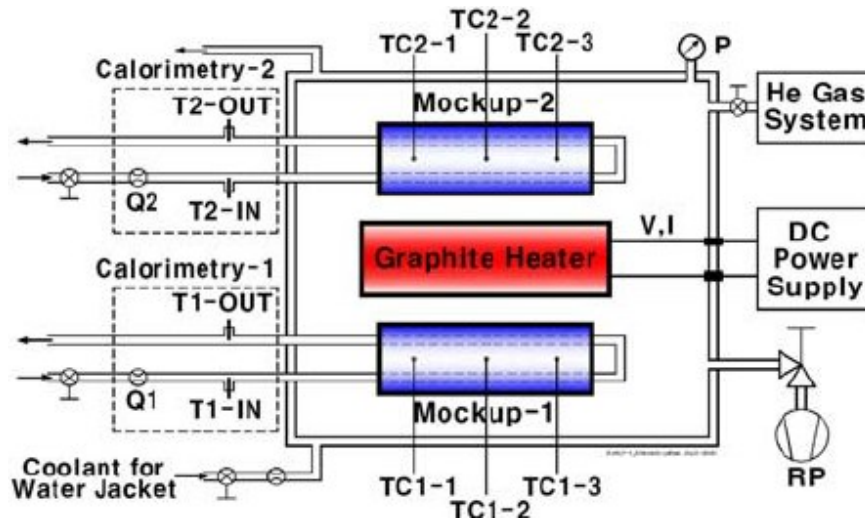 TC2-2
TC2-1
TC2-3
P
Calorimetry-2
T2-OUT
Mockup-2
He Gas
System
Q2
T2-IN
V,I
Graphite Heater
DC
Power
Supply
Calorimetry-1
T1-OUT
Q1
T1-IN
Mockup-1
Coolant for
Water Jacket
TC1-1
TC1-3
TC1-2
RP